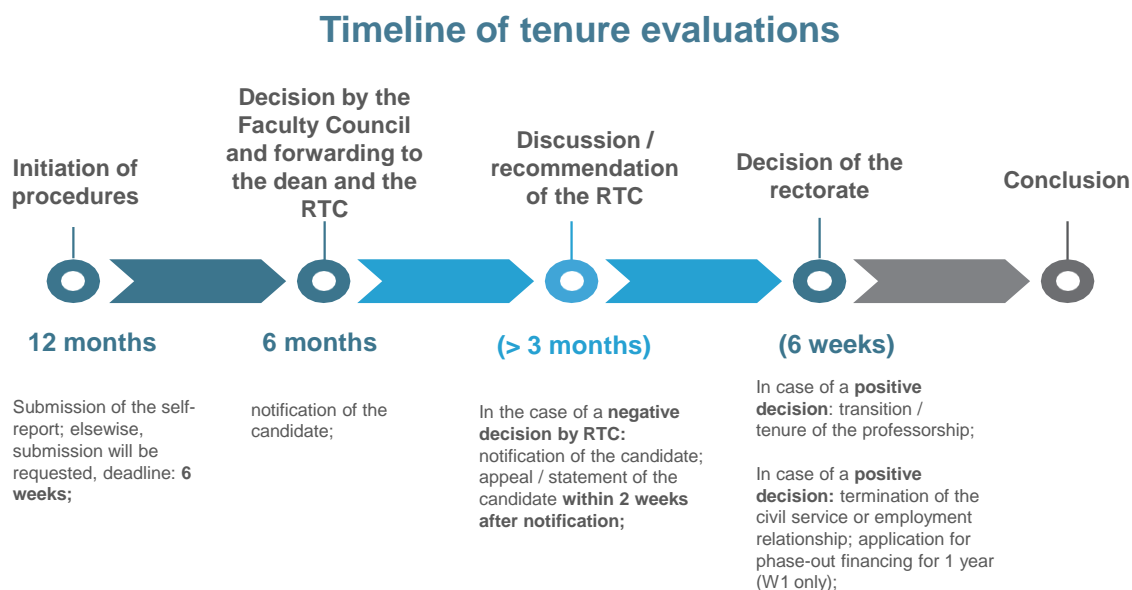 Timeline of tenure evaluations
Initiation of
procedures
Decision by the
Faculty Council
and forwarding to
the dean and the
RTC
Discussion /
recommendation
of the RTC
Decision of the
rectorate
Conclusion
12 months
6 months
(> 3 months)
(6 weeks)
Submission of the self-
report; elsewise,
submission will be
requested, deadline: 6
weeks;
notification of the
candidate;
In the case of a negative
decision by RTC:
notification of the candidate;
appeal / statement of the
candidate within 2 weeks
after notification;
In case of a positive
decision: transition /
tenure of the professorship;
In case of a positive
decision: termination of the
civil service or employment
relationship; application for
phase-out financing for 1 year
(W1 only);